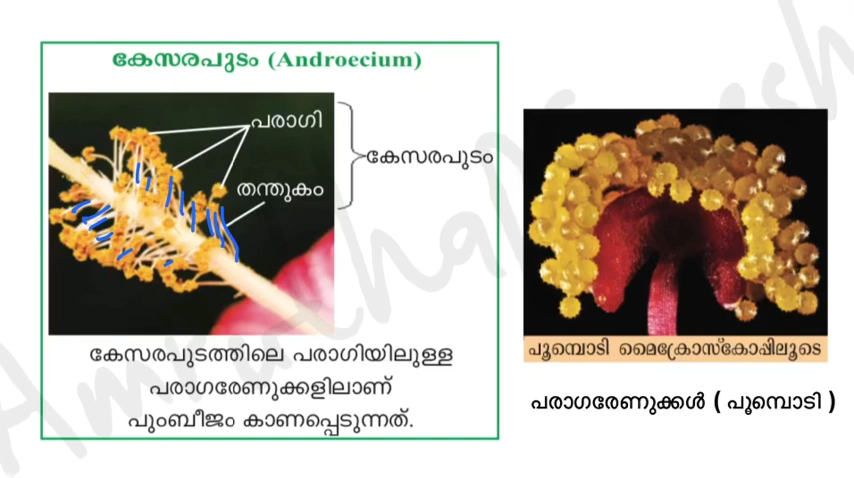 കേസരപുടം (Androecium)
പരാഗി
കേസരപുടം
തന്തുകം
കേസരപുടത്തിലെ പരാഗിയിലുള്ള
പരാഗരേണുക്കളിലാണ്
പുംബീജം കാണപ്പെടുന്നത്.
പൂമ്പൊടി മൈക്രോസ്കോപ്പിലൂടെ
പരാഗരേണുക്കൾ ( പൂമ്പൊടി )